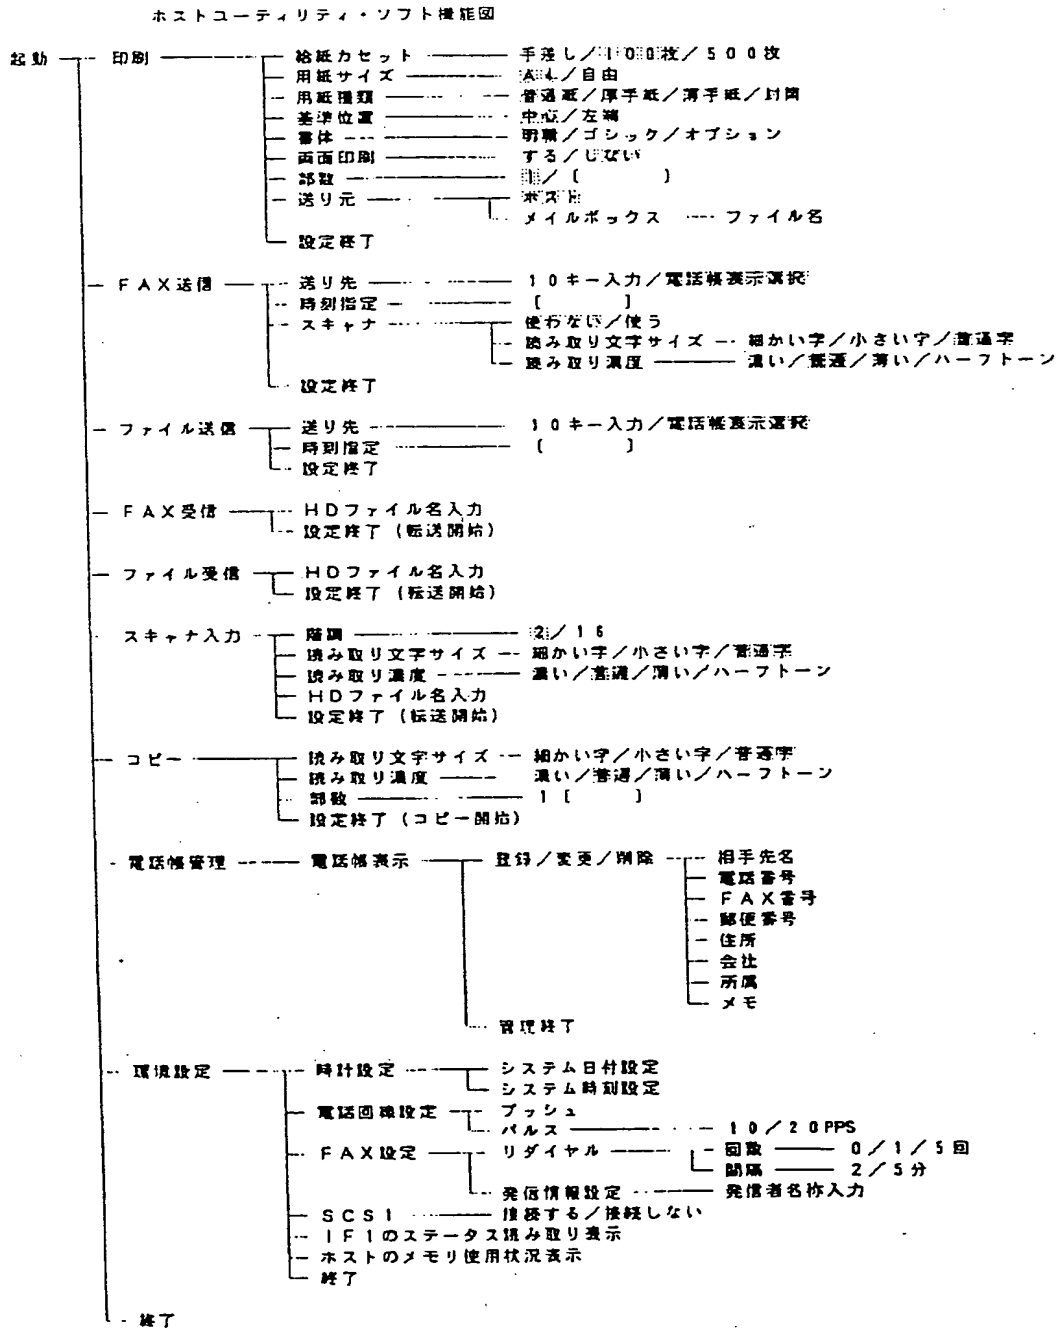 ホストユーティリティ・ソフト機能図
起動 印刷 給紙カセット 手差し／100枚／500枚
用紙サイズ A4／自由
用紙種類 普通紙／厚手紙／薄手紙／封筒
基準位置 中心／左端
書体 明朝／ゴシック／オプション
両面印刷 する／しない
部数 1／[ ]
送り元 ホスト
メイルボックス ファイル名
設定終了
FAX送信 送り先 10キー入力／電話帳表示選択
時刻指定 [ ]
スキャナ 使わない／使う
読み取り文字サイズ 細かい字／小さい字／普通字
読み取り濃度 濃い／普通／薄い／ハーフトーン
設定終了
ファイル送信 送り先 10キー入力／電話帳表示選択
時刻指定 [ ]
設定終了
FAX受信 HDファイル名入力
設定終了（転送開始）
ファイル受信 HDファイル名入力
設定終了（転送開始）
スキャナ入力 階調 2／16
読み取り文字サイズ 細かい字／小さい字／普通字
読み取り濃度 濃い／普通／薄い／ハーフトーン
HDファイル名入力
設定終了（転送開始）
コピー 読み取り文字サイズ 細かい字／小さい字／普通字
読み取り濃度 濃い／普通／薄い／ハーフトーン
部数 1 [ ]
設定終了（コピー開始）
電話帳管理 電話帳表示 登録／変更／削除 相手先名
電話番号
FAX番号
郵便番号
住所
会社
所属
メモ
管理終了
環境設定 時計設定 システム日付設定
システム時刻設定
電話回線設定 プッシュ
パルス 10／20PPS
FAX設定 リダイヤル 回数 0／1／5回
間隔 2／5分
発信情報設定 発信者名称入力
SCSI 接続する／接続しない
IF1のステータス読み取り表示
ホストのメモリ使用状況表示
終了
終了